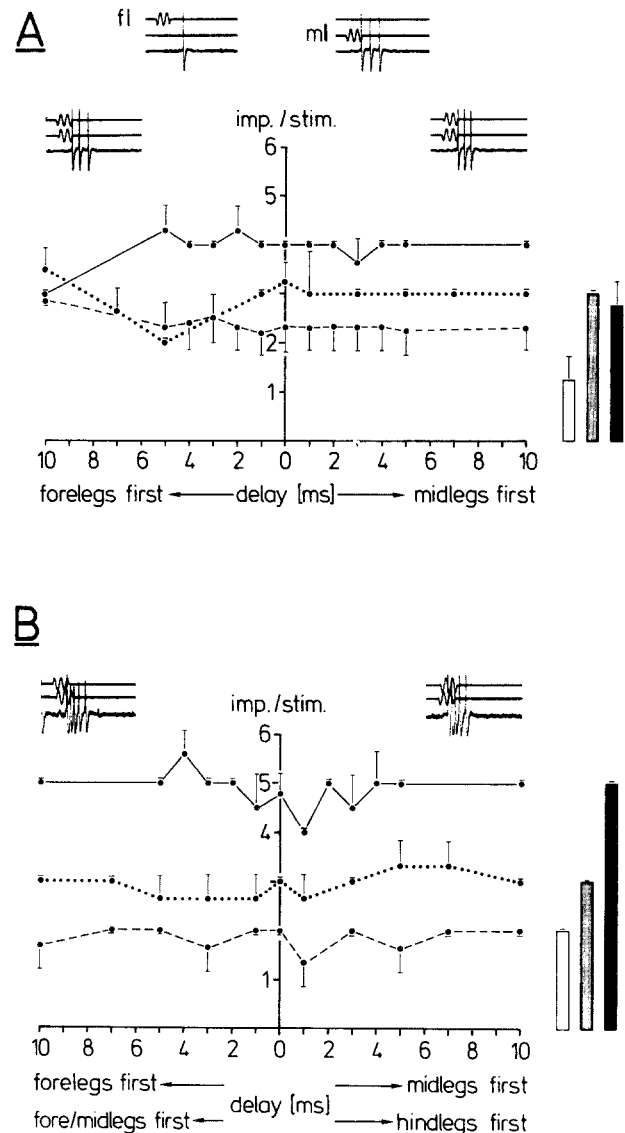 A
fl
ml
imp./stim.
6
5
2
1
10 8 6 4 2 0 2 4 6 8 10
forelegs first ← delay [ms] → midlegs first
B
imp./stim.
6
5
4
1
10 8 6 4 2 0 2 4 6 8 10
forelegs first ← → midlegs first
delay [ms]
fore/midlegs first ← → hindlegs first